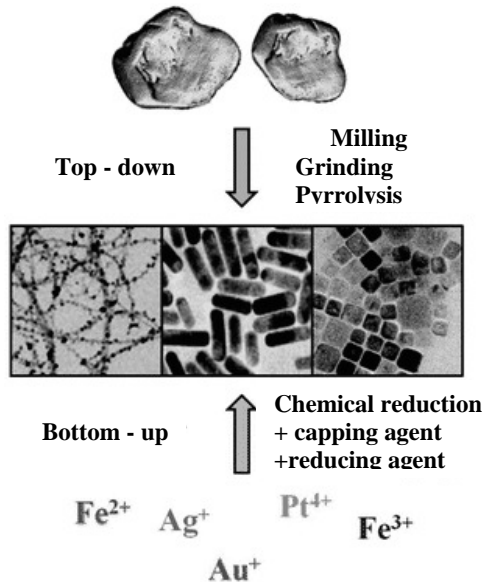 Milling
Top - down
Grinding
Pyrrolysis
Bottom - up
Chemical reduction
+ capping agent
+reducing agent
Fe²⁺
Ag⁺
Pt⁴⁺
Fe³⁺
Au⁺